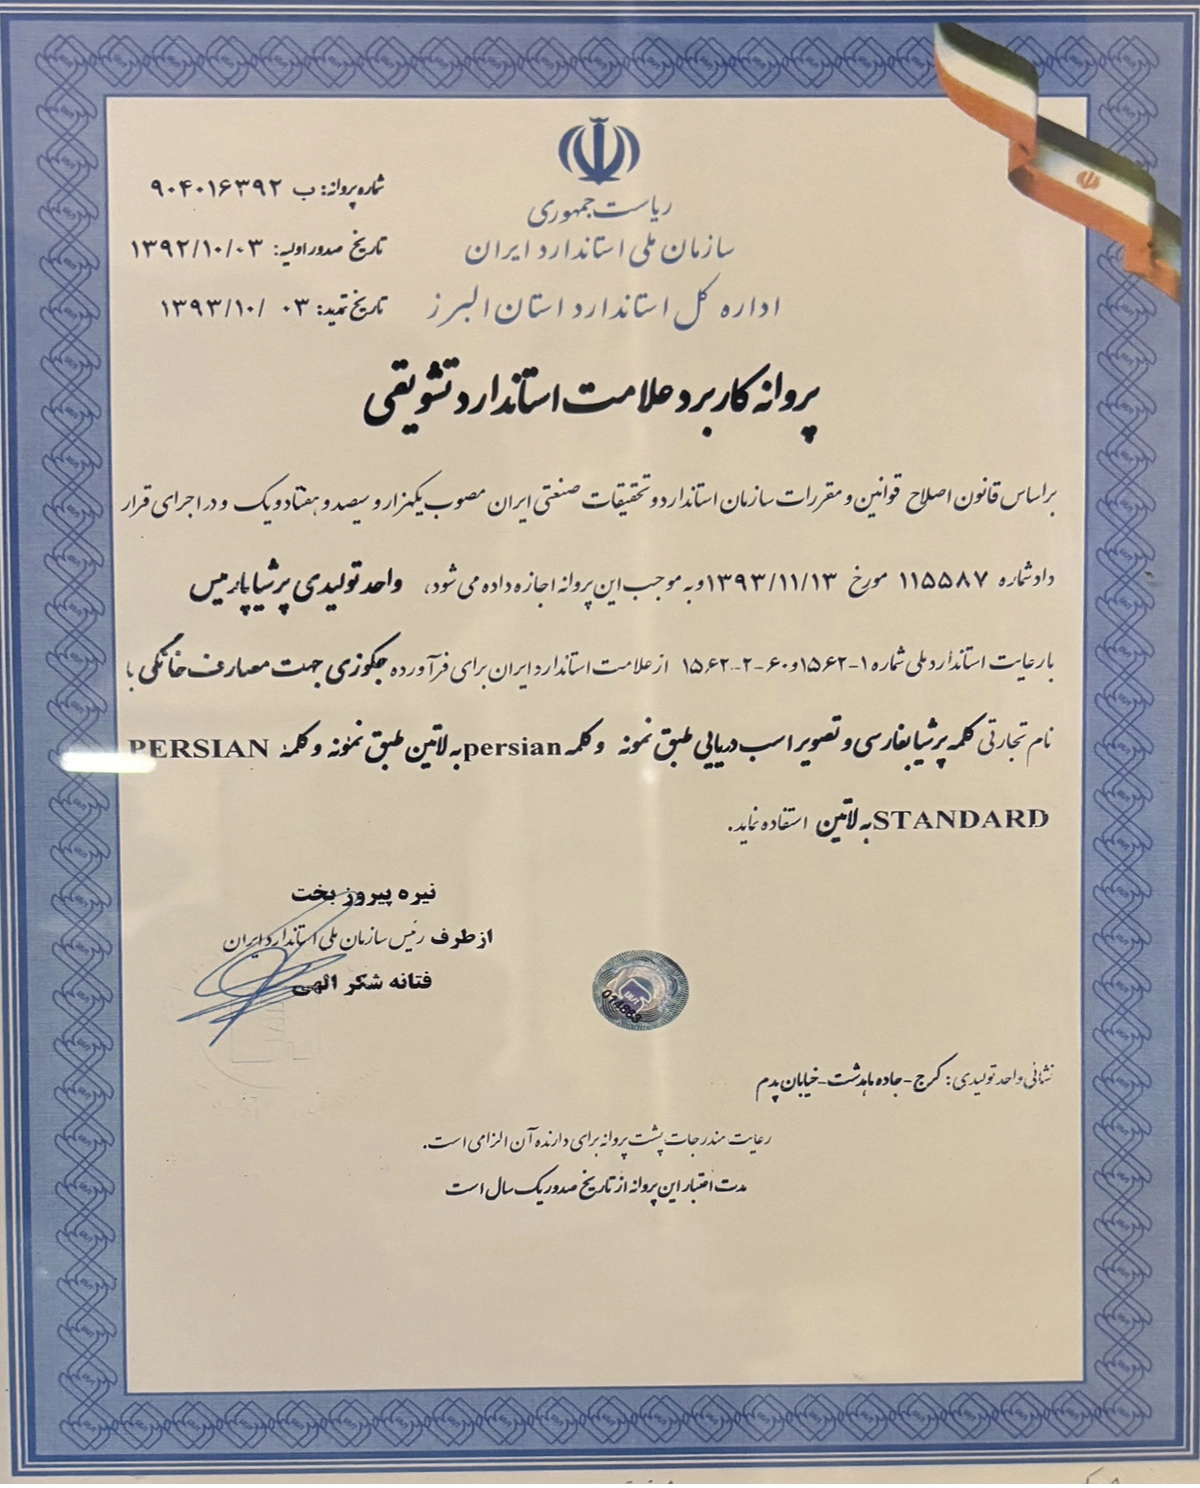 ریاست جمهوری
سازمان ملی استاندارد ایران
اداره کل استاندارد استان البرز
شماره پروانه: ب ۹۰۴۰۱۶۳۹۲
تاریخ صدور اولیه: ۱۳۹۲/۱۰/۰۳
تاریخ تمدید: ۱۳۹۳/۱۰/ ۰۳
پروانه کاربرد علامت استاندارد تشویقی
براساس قانون اصلاح قوانین و مقررات سازمان استاندارد و تحقیقات صنعتی ایران مصوب یکهزار و سیصد و هفتاد و یک و در اجرای قرار
داد شماره ۱۱۵۵۸۷ مورخ ۱۳۹۳/۱۱/۱۳ و به موجب این پروانه اجازه داده می شود، واحد تولیدی پرشیا پارمیس
با رعایت استاندارد ملی شماره ۱-۱۵۶۲ و ۶۰-۲-۱۵۶۲ از علامت استاندارد ایران برای فرآورده جکوزی جهت مصارف خانگی با
نام تجارتی کلمه پرشیا بفارسی و تصویر اسب دریایی طبق نمونه و کلمه persian به لاتین طبق نمونه و کلمه PERSIAN
STANDARD به لاتین استفاده نماید.
نیره پیروز بخت
از طرف رئیس سازمان ملی استاندارد ایران
فتانه شکر الهی
014863
نشانی واحد تولیدی: کرج - جاده ماهدشت - خیابان پدم
رعایت مندرجات پشت پروانه برای دارنده آن الزامی است.
مدت اعتبار این پروانه از تاریخ صدور یک سال است